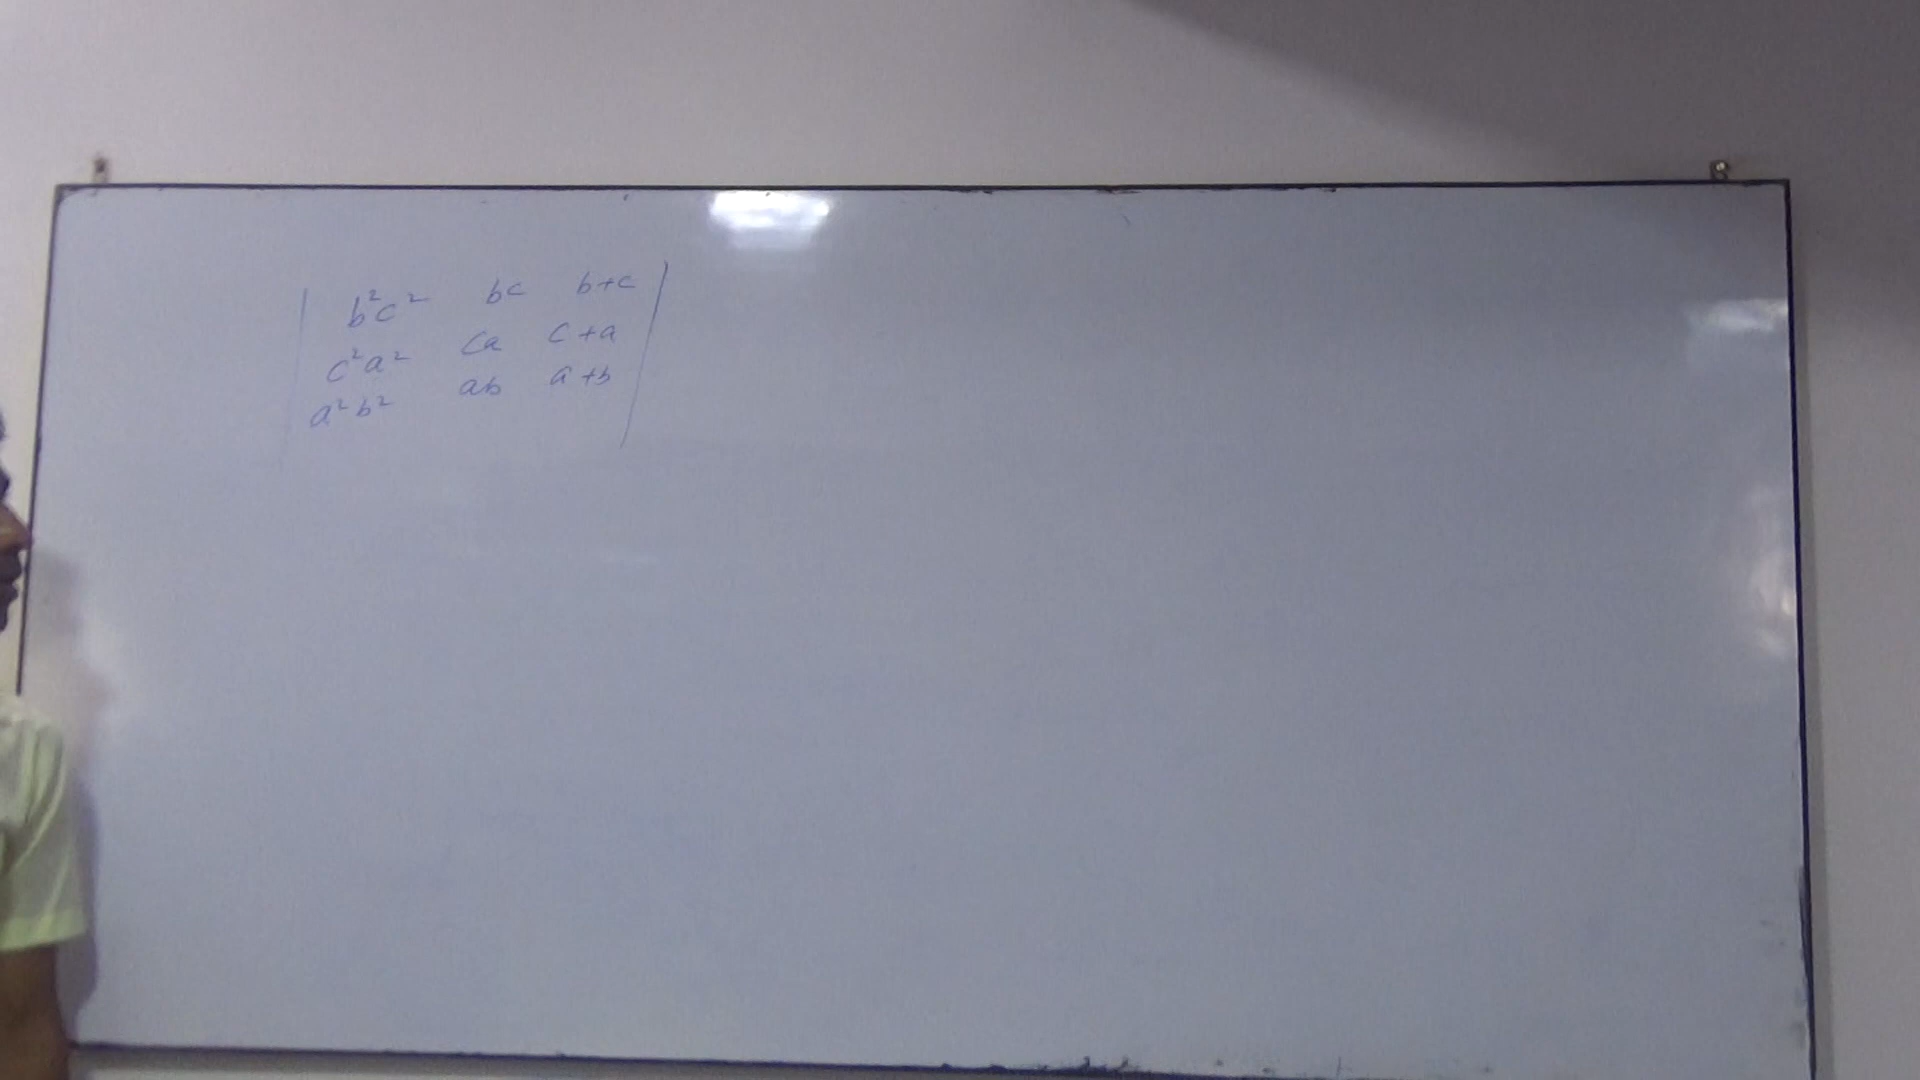 | b²c² bc b+c |
| c²a² ca c+a |
| a²b² ab a+b |